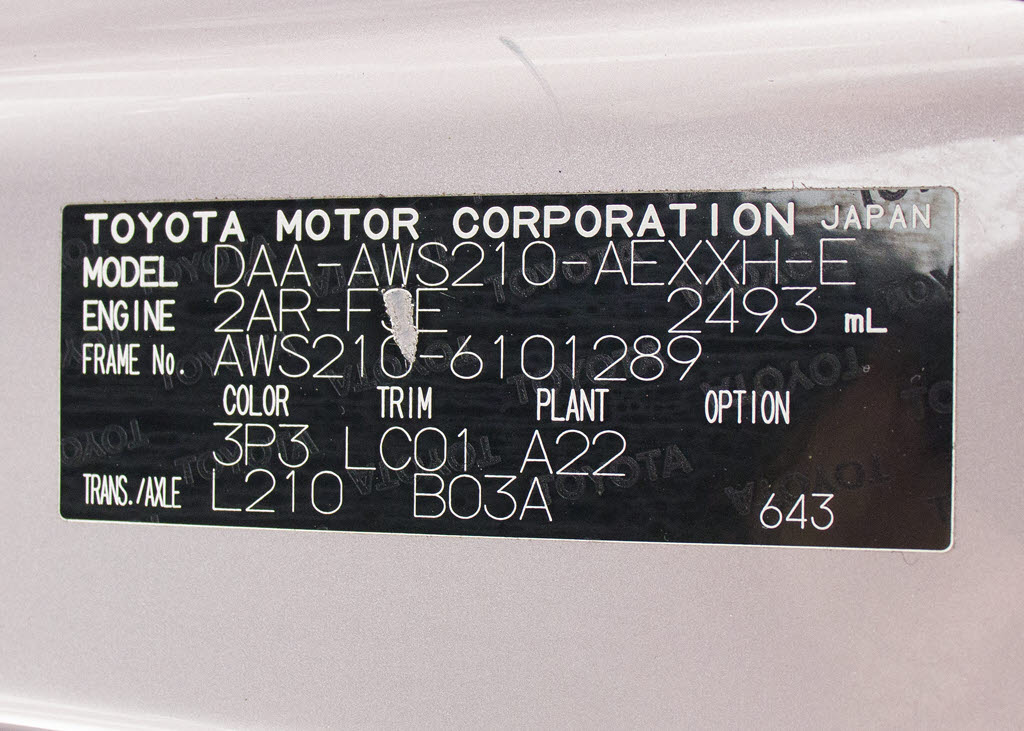 TOYOTA MOTOR CORPORATION JAPAN
MODEL DAA-AWS210-AEXXH-E
ENGINE 2493 mL
FRAME No. AWS210-6101289
COLOR TRIM PLANT OPTION
3P3 LC01 A22
TRANS./AXLE L210 B03A 643